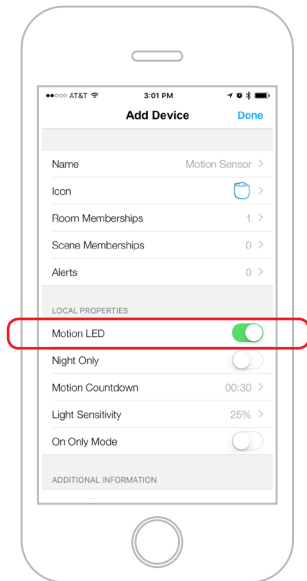 AT&T 3:01 PM
Add Device Done
Name Motion Sensor
Icon
Room Memberships 1
Scene Memberships 0
Alerts 0
LOCAL PROPERTIES
Motion LED
Night Only
Motion Countdown 00:30
Light Sensitivity 25%
On Only Mode
ADDITIONAL INFORMATION